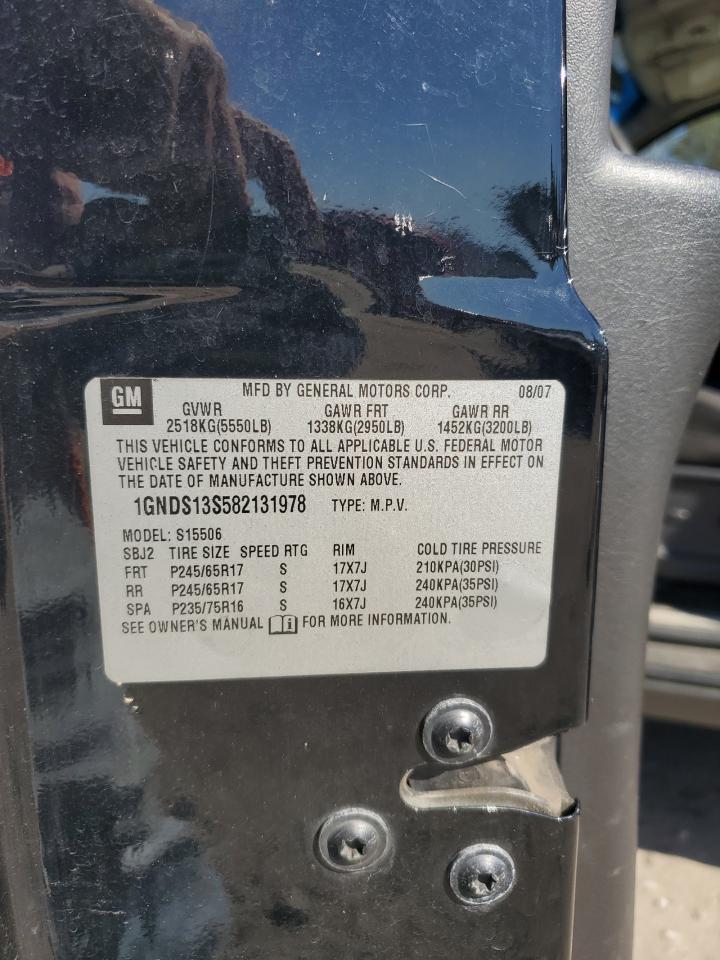 GM MFD BY GENERAL MOTORS CORP. 08/07
GVWR GAWR FRT GAWR RR
2518KG(5550LB) 1338KG(2950LB) 1452KG(3200LB)
THIS VEHICLE CONFORMS TO ALL APPLICABLE U.S. FEDERAL MOTOR
VEHICLE SAFETY AND THEFT PREVENTION STANDARDS IN EFFECT ON
THE DATE OF MANUFACTURE SHOWN ABOVE.
1GNDS13S582131978 TYPE: M.P.V.
MODEL: S15506
SBJ2 TIRE SIZE SPEED RTG RIM COLD TIRE PRESSURE
FRT P245/65R17 S 17X7J 210KPA(30PSI)
RR P245/65R17 S 17X7J 240KPA(35PSI)
SPA P235/75R16 S 16X7J 240KPA(35PSI)
SEE OWNER'S MANUAL FOR MORE INFORMATION.